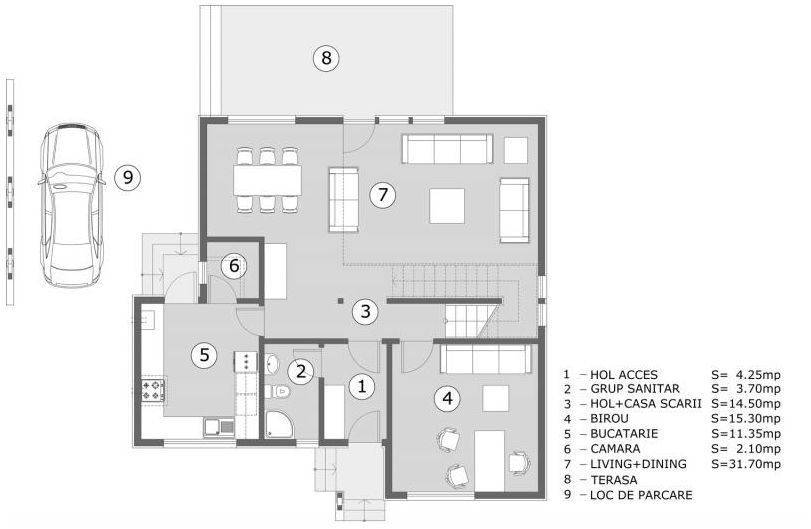 8
9
7
6
3
5
2
1
4
1 – HOL ACCES S= 4.25mp
2 – GRUP SANITAR S= 3.70mp
3 – HOL+CASA SCARII S=14.50mp
4 – BIROU S=15.30mp
5 – BUCATARIE S=11.35mp
6 – CAMARA S= 2.10mp
7 – LIVING+DINING S=31.70mp
8 – TERASA
9 – LOC DE PARCARE